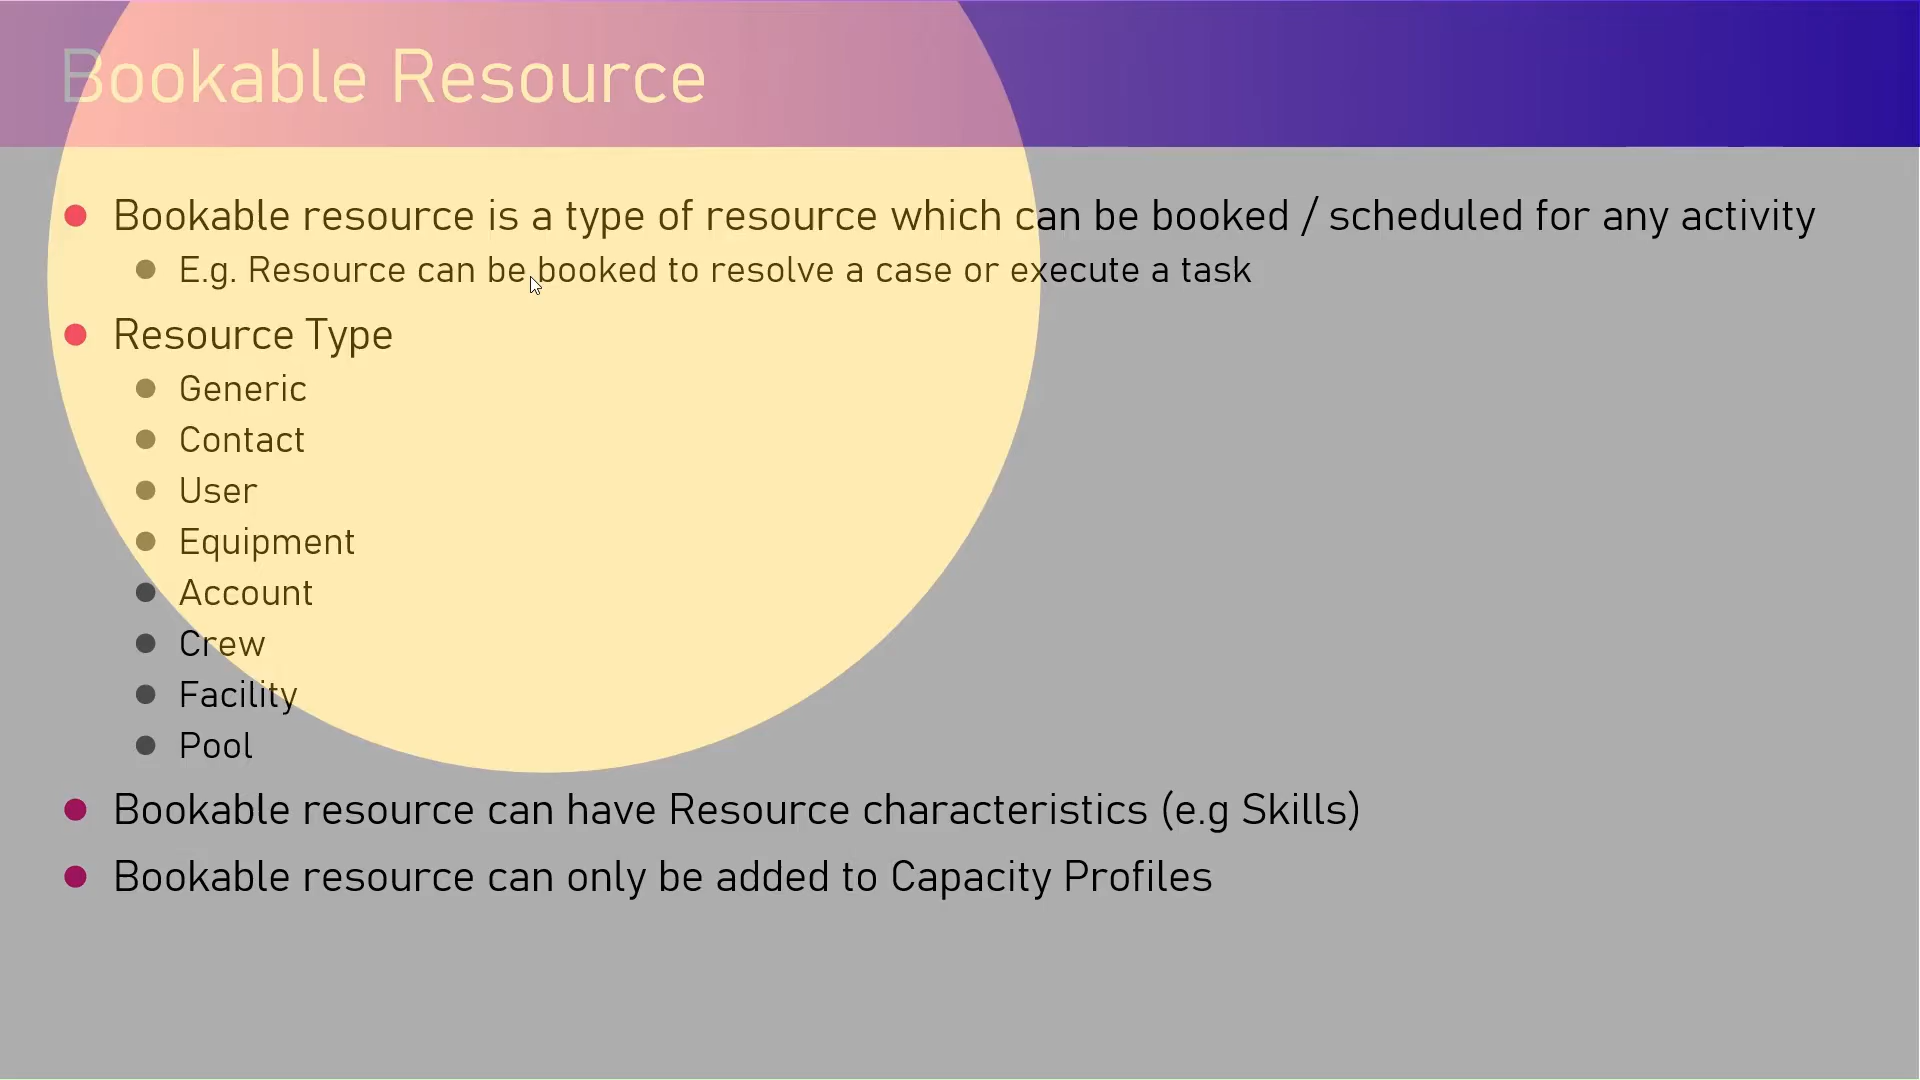 Bookable Resource
Bookable resource is a type of resource which can be booked / scheduled for any activity
E.g. Resource can be booked to resolve a case or execute a task
Resource Type
Generic
Contact
User
Equipment
Account
Crew
Facility
Pool
Bookable resource can have Resource characteristics (e.g Skills)
Bookable resource can only be added to Capacity Profiles